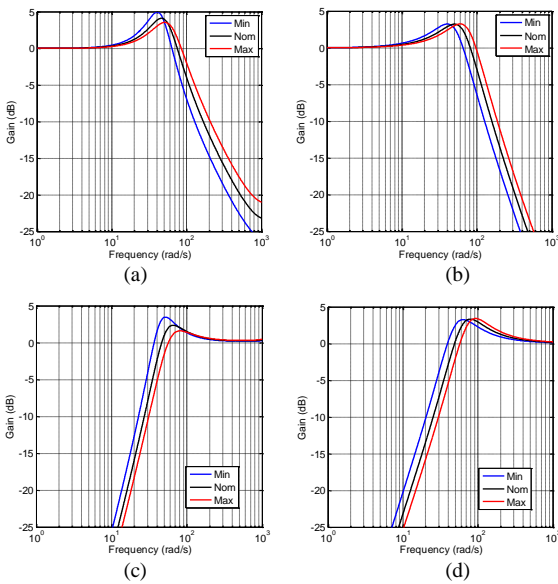 5
0
-5
-10
-15
-20
-25
Gain (dB)
10^0
10^1
10^2
10^3
Frequency (rad/s)
Min
Nom
Max
(a)
5
0
-5
-10
-15
-20
-25
Gain (dB)
10^0
10^1
10^2
10^3
Frequency (rad/s)
Min
Nom
Max
(b)
5
0
-5
-10
-15
-20
-25
Gain (dB)
10^0
10^1
10^2
10^3
Frequency (rad/s)
Min
Nom
Max
(c)
5
0
-5
-10
-15
-20
-25
Gain (dB)
10^0
10^1
10^2
10^3
Frequency (rad/s)
Min
Nom
Max
(d)